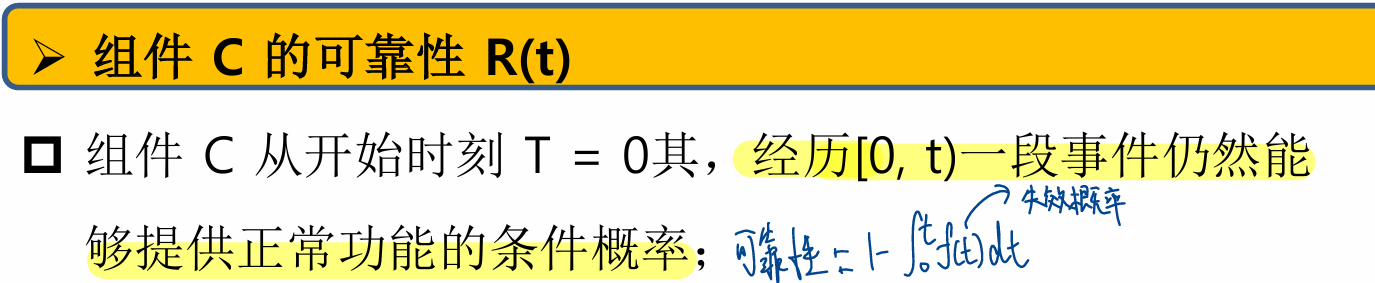 ➢ 组件 C 的可靠性 R(t)
组件 C 从开始时刻 T = 0其，经历[0, t)一段事件仍然能
失效概率
够提供正常功能的条件概率；可靠性 = 1 - ∫₀ᵗ f(t)dt